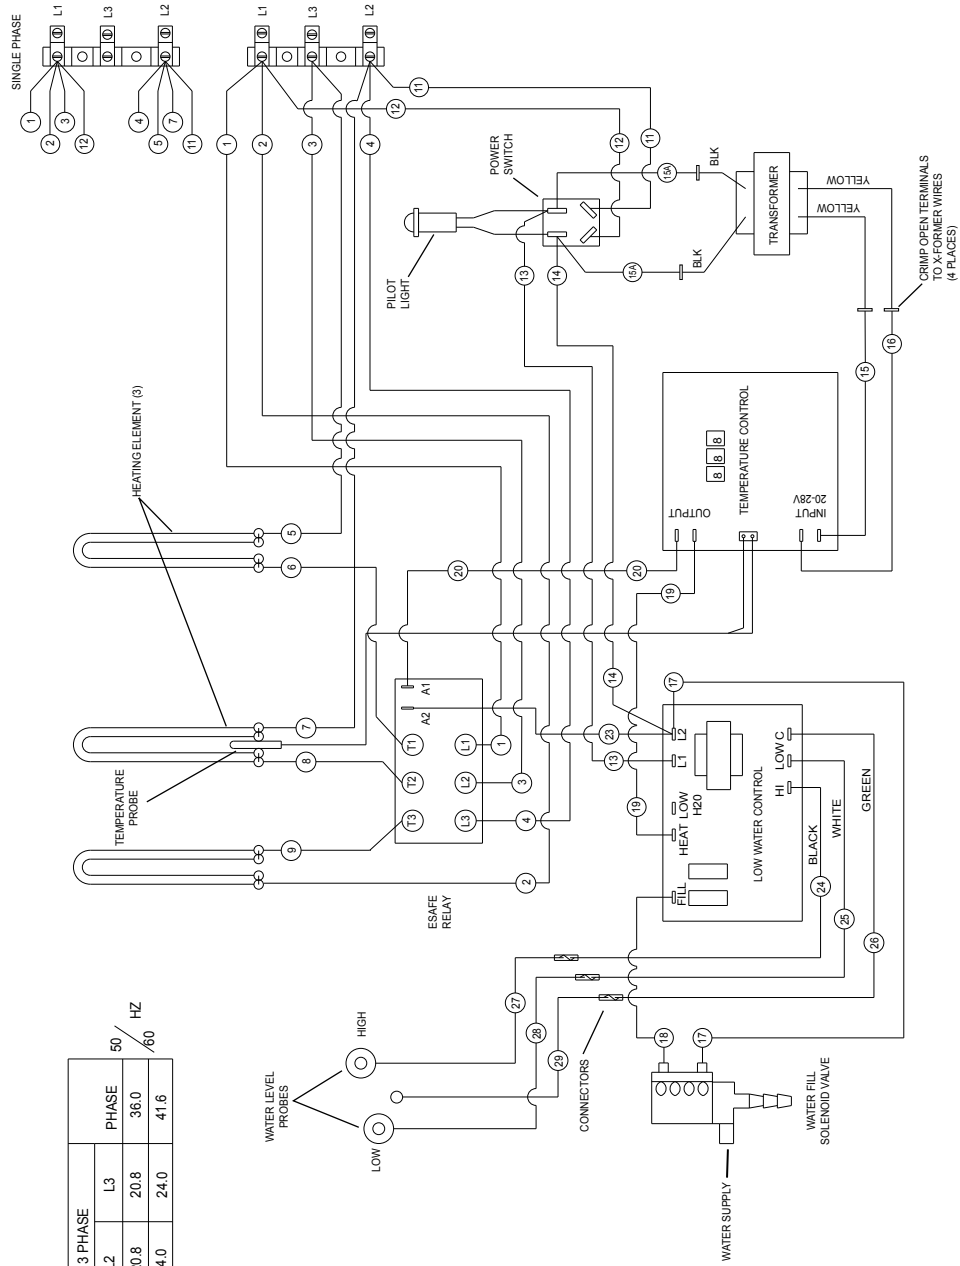 SINGLE PHASE
L1
L3
L2
1
2
3
12
4
5
7
11
L1
L3
L2
1
2
3
4
12
11
12
11
POWER
SWITCH
PILOT
LIGHT
13
14
15A
15A
BLK
BLK
TRANSFORMER
YELLOW
YELLOW
CRIMP OPEN TERMINALS
TO X-FORMER WIRES
(4 PLACES)
15
16
HEATING ELEMENT (3)
5
6
7
8
9
2
TEMPERATURE
PROBE
20
20
19
OUTPUT
8 8 8
TEMPERATURE CONTROL
INPUT
20-28V
A1
A2
T1
T2
T3
L1
L2
L3
1
3
4
ESAFE
RELAY
14
17
23
13
19
L2
L1
LOW
H20
HEAT
FILL
LOW WATER CONTROL
HI
LOW
C
BLACK
WHITE
GREEN
24
25
26
27
28
29
CONNECTORS
WATER LEVEL
PROBES
HIGH
LOW
18
17
WATER FILL
SOLENOID VALVE
WATER SUPPLY
3 PHASE
L3
PHASE
20.8
36.0
24.0
41.6
50
60
HZ